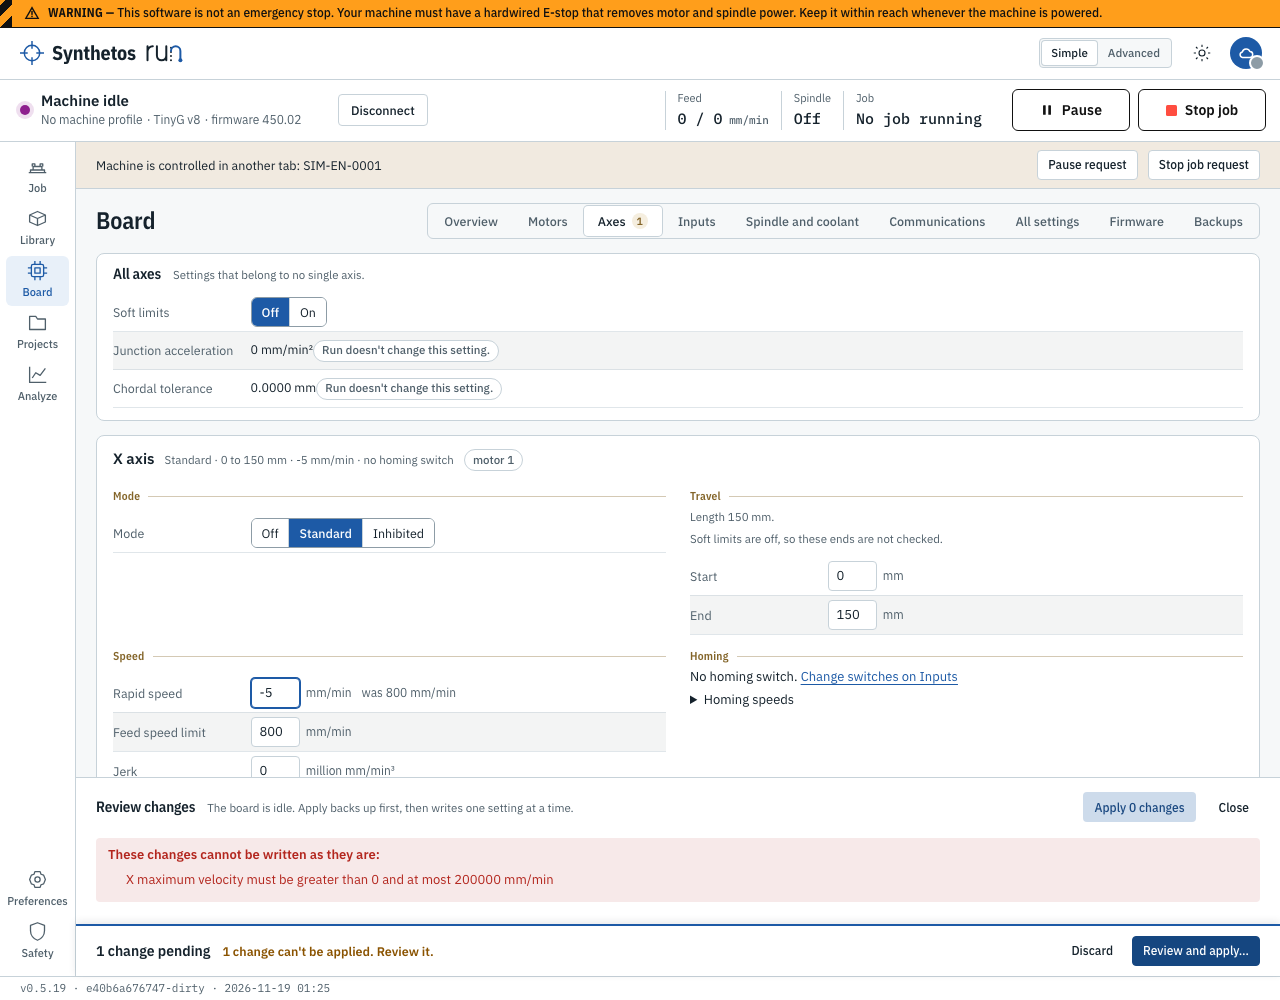 WARNING — This software is not an emergency stop. Your machine must have a hardwired E-stop that removes motor and spindle power. Keep it within reach whenever the machine is powered.
Synthetos run
Simple Advanced
Machine idle
No machine profile · TinyG v8 · firmware 450.02
Disconnect
Feed
0 / 0 mm/min
Spindle
Off
Job
No job running
Pause
Stop job
Job
Library
Board
Projects
Analyze
Preferences
Safety
Machine is controlled in another tab: SIM-EN-0001
Pause request Stop job request
Board
Overview Motors Axes 1 Inputs Spindle and coolant Communications All settings Firmware Backups
All axes Settings that belong to no single axis.
Soft limits Off On
Junction acceleration 0 mm/min² Run doesn't change this setting.
Chordal tolerance 0.0000 mm Run doesn't change this setting.
X axis Standard · 0 to 150 mm · -5 mm/min · no homing switch motor 1
Mode
Mode Off Standard Inhibited
Travel
Length 150 mm.
Soft limits are off, so these ends are not checked.
Start 0 mm
End 150 mm
Speed
Rapid speed -5 mm/min was 800 mm/min
Feed speed limit 800 mm/min
Jerk 0 million mm/min³
Homing
No homing switch. Change switches on Inputs
Homing speeds
Review changes The board is idle. Apply backs up first, then writes one setting at a time.
Apply 0 changes Close
These changes cannot be written as they are:
X maximum velocity must be greater than 0 and at most 200000 mm/min
1 change pending 1 change can't be applied. Review it.
Discard Review and apply...
v0.5.19 · e40b6a676747-dirty · 2026-11-19 01:25